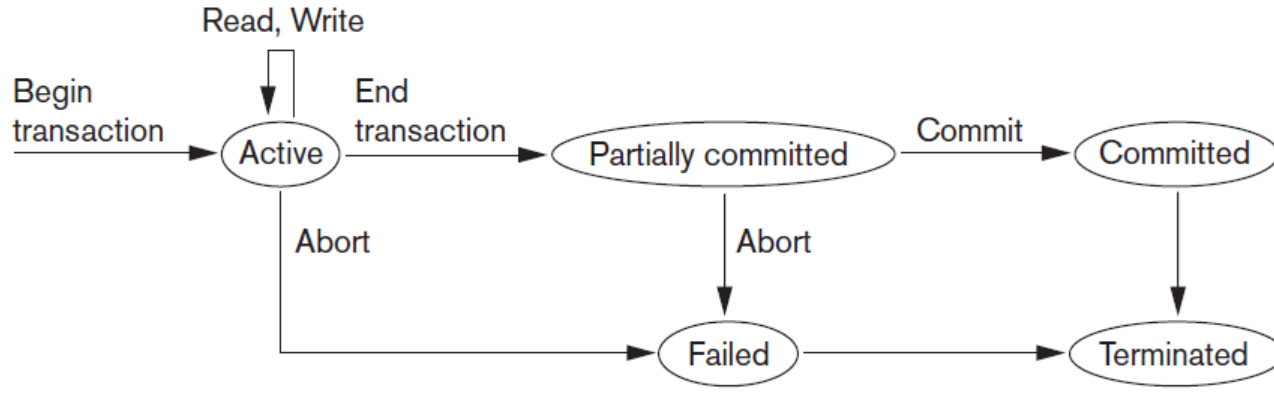 Read, Write
Begin
transaction
End
transaction
Active
Partially committed
Commit
Committed
Abort
Abort
Failed
Terminated